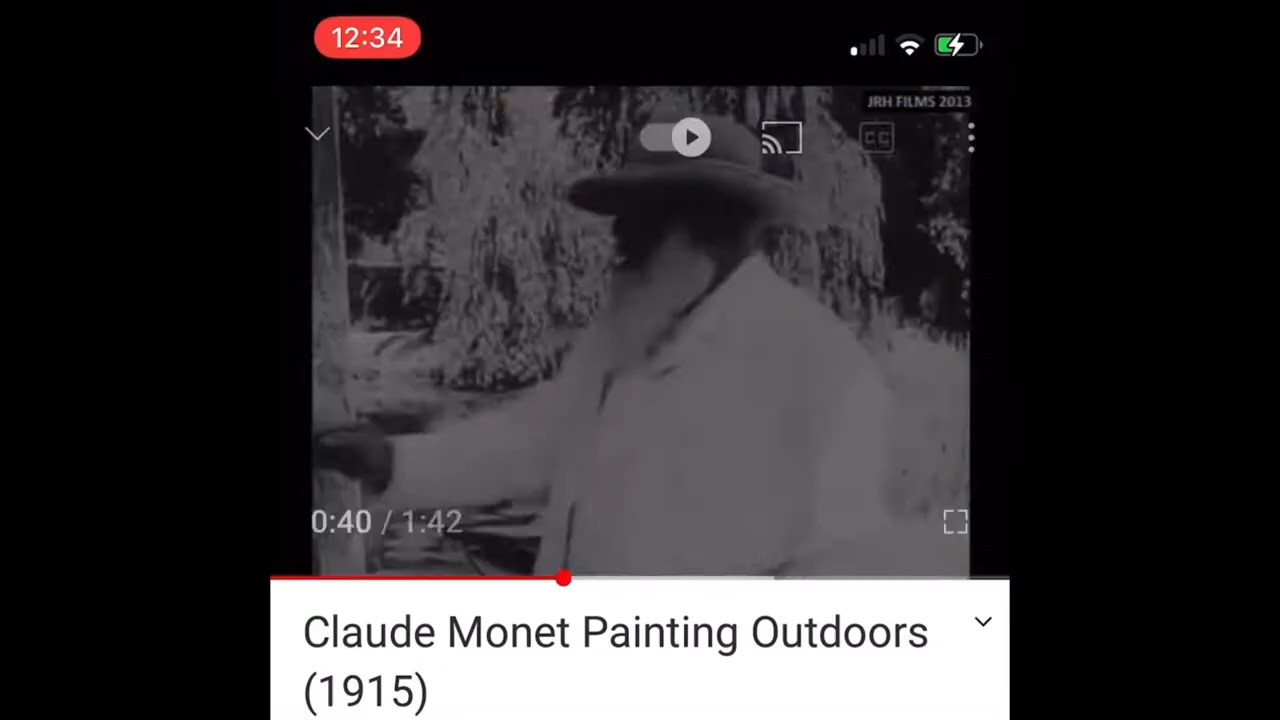 12:34
JRH FILMS 2013
CC
0:40 / 1:42
Claude Monet Painting Outdoors
(1915)